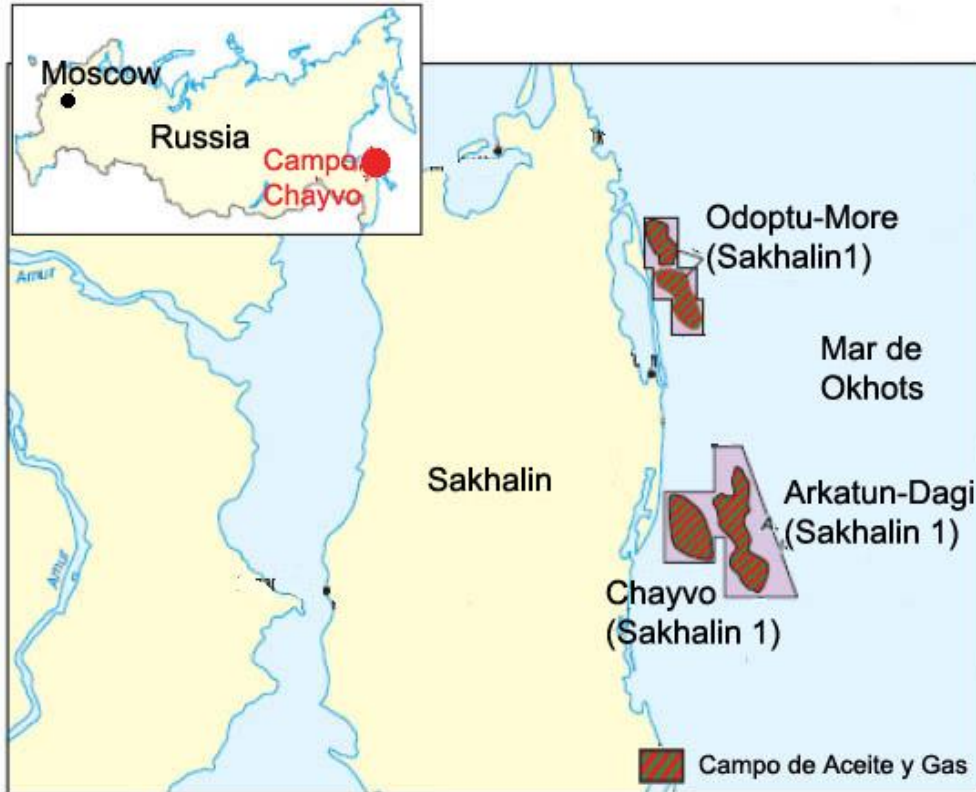 Moscow
Russia
Campo
Chayvo
Amur
Amur
Sakhalin
Odoptu-More
(Sakhalin1)
Mar de
Okhots
Arkatun-Dagi
(Sakhalin 1)
Chayvo
(Sakhalin 1)
Campo de Aceite y Gas